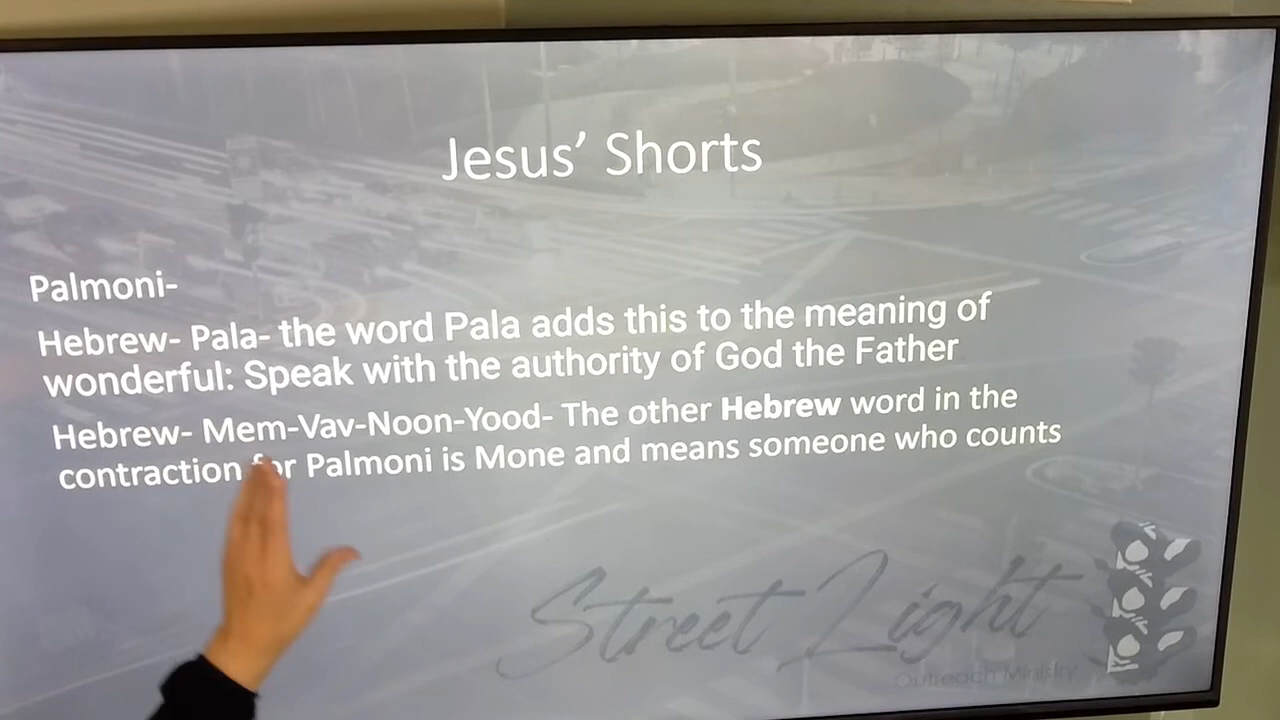 Jesus’ Shorts
Palmoni-
Hebrew- Pala- the word Pala adds this to the meaning of
wonderful: Speak with the authority of God the Father
Hebrew- Mem-Vav-Noon-Yood- The other Hebrew word in the
contraction for Palmoni is Mone and means someone who counts
Street Light
Outreach Ministry